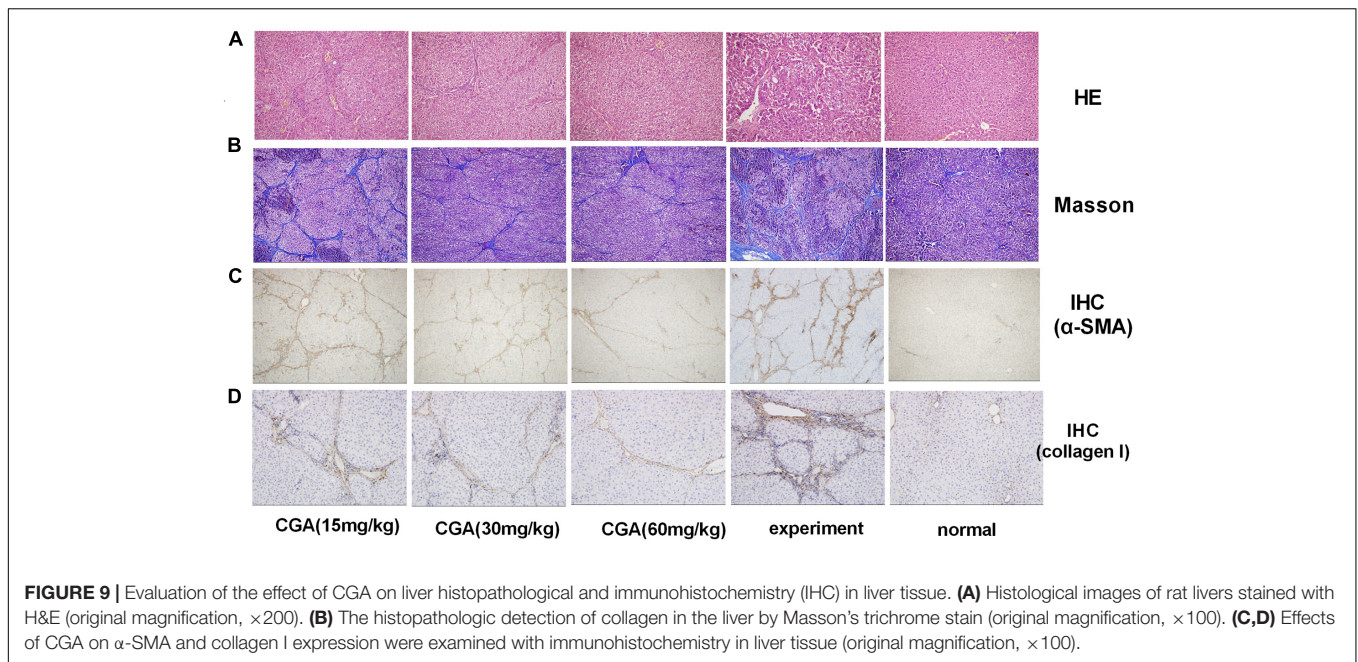 A
HE
B
Masson
C
IHC
(α-SMA)
D
IHC
(collagen I)
CGA(15mg/kg) CGA(30mg/kg) CGA(60mg/kg) experiment normal
FIGURE 9 | Evaluation of the effect of CGA on liver histopathological and immunohistochemistry (IHC) in liver tissue. (A) Histological images of rat livers stained with
H&E (original magnification, ×200). (B) The histopathologic detection of collagen in the liver by Masson's trichrome stain (original magnification, ×100). (C,D) Effects
of CGA on α-SMA and collagen I expression were examined with immunohistochemistry in liver tissue (original magnification, ×100).